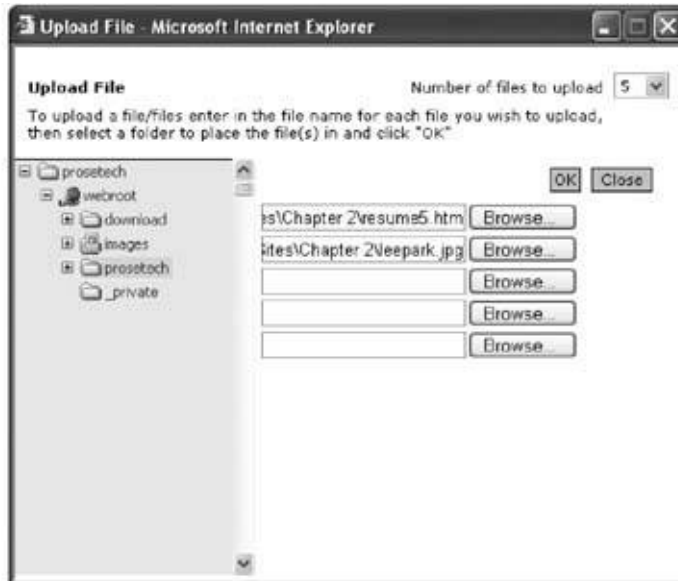 Upload File - Microsoft Internet Explorer
Upload File
Number of files to upload 5
To upload a file/files enter in the file name for each file you wish to upload,
then select a folder to place the file(s) in and click "OK"
prosetech
webroot
download
images
prosetech
_private
OK Close
es\Chapter 2\resume5.htm Browse...
Sites\Chapter 2\leepark.jpg Browse...
Browse...
Browse...
Browse...